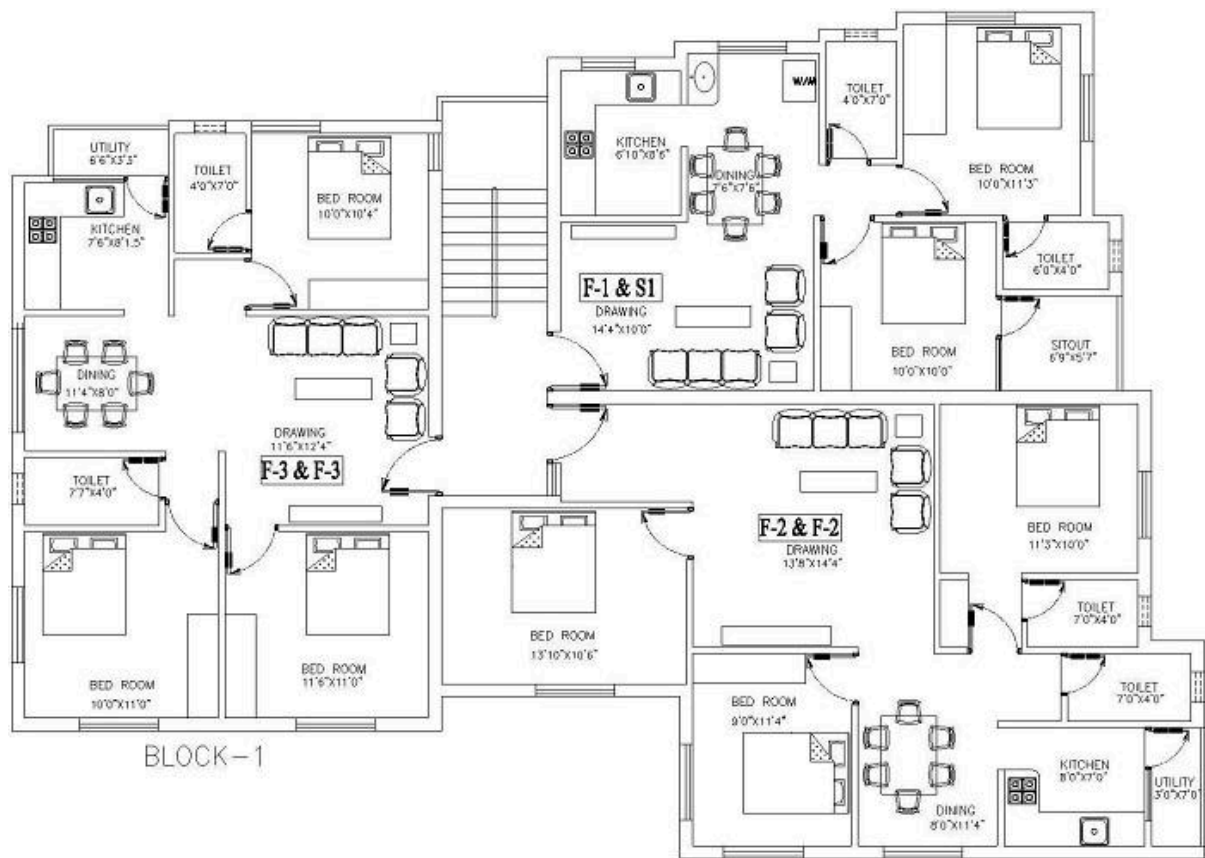 UTILITY
6'6"X3'3"
TOILET
4'0"X7'0"
KITCHEN
7'6"X8'1.5"
BED ROOM
10'0"X10'4"
DINING
11'4"X8'0"
DRAWING
11'6"X12'4"
F-3 & F-3
TOILET
7'7"X4'0"
BED ROOM
10'0"X11'0"
BED ROOM
11'6"X11'0"
BLOCK-1
KITCHEN
6'10"X8'6"
W/M
DINING
7'6"X7'6"
TOILET
4'0"X7'0"
BED ROOM
10'0"X11'3"
F-1 & S1
DRAWING
14'4"X10'0"
BED ROOM
10'0"X10'0"
TOILET
6'0"X4'0"
SITOUT
6'9"X5'7"
F-2 & F-2
DRAWING
13'8"X14'4"
BED ROOM
11'3"X10'0"
BED ROOM
13'10"X10'6"
TOILET
7'0"X4'0"
TOILET
7'0"X4'0"
BED ROOM
9'0"X11'4"
DINING
8'0"X11'4"
KITCHEN
8'0"X7'0"
UTILITY
3'0"X7'0"